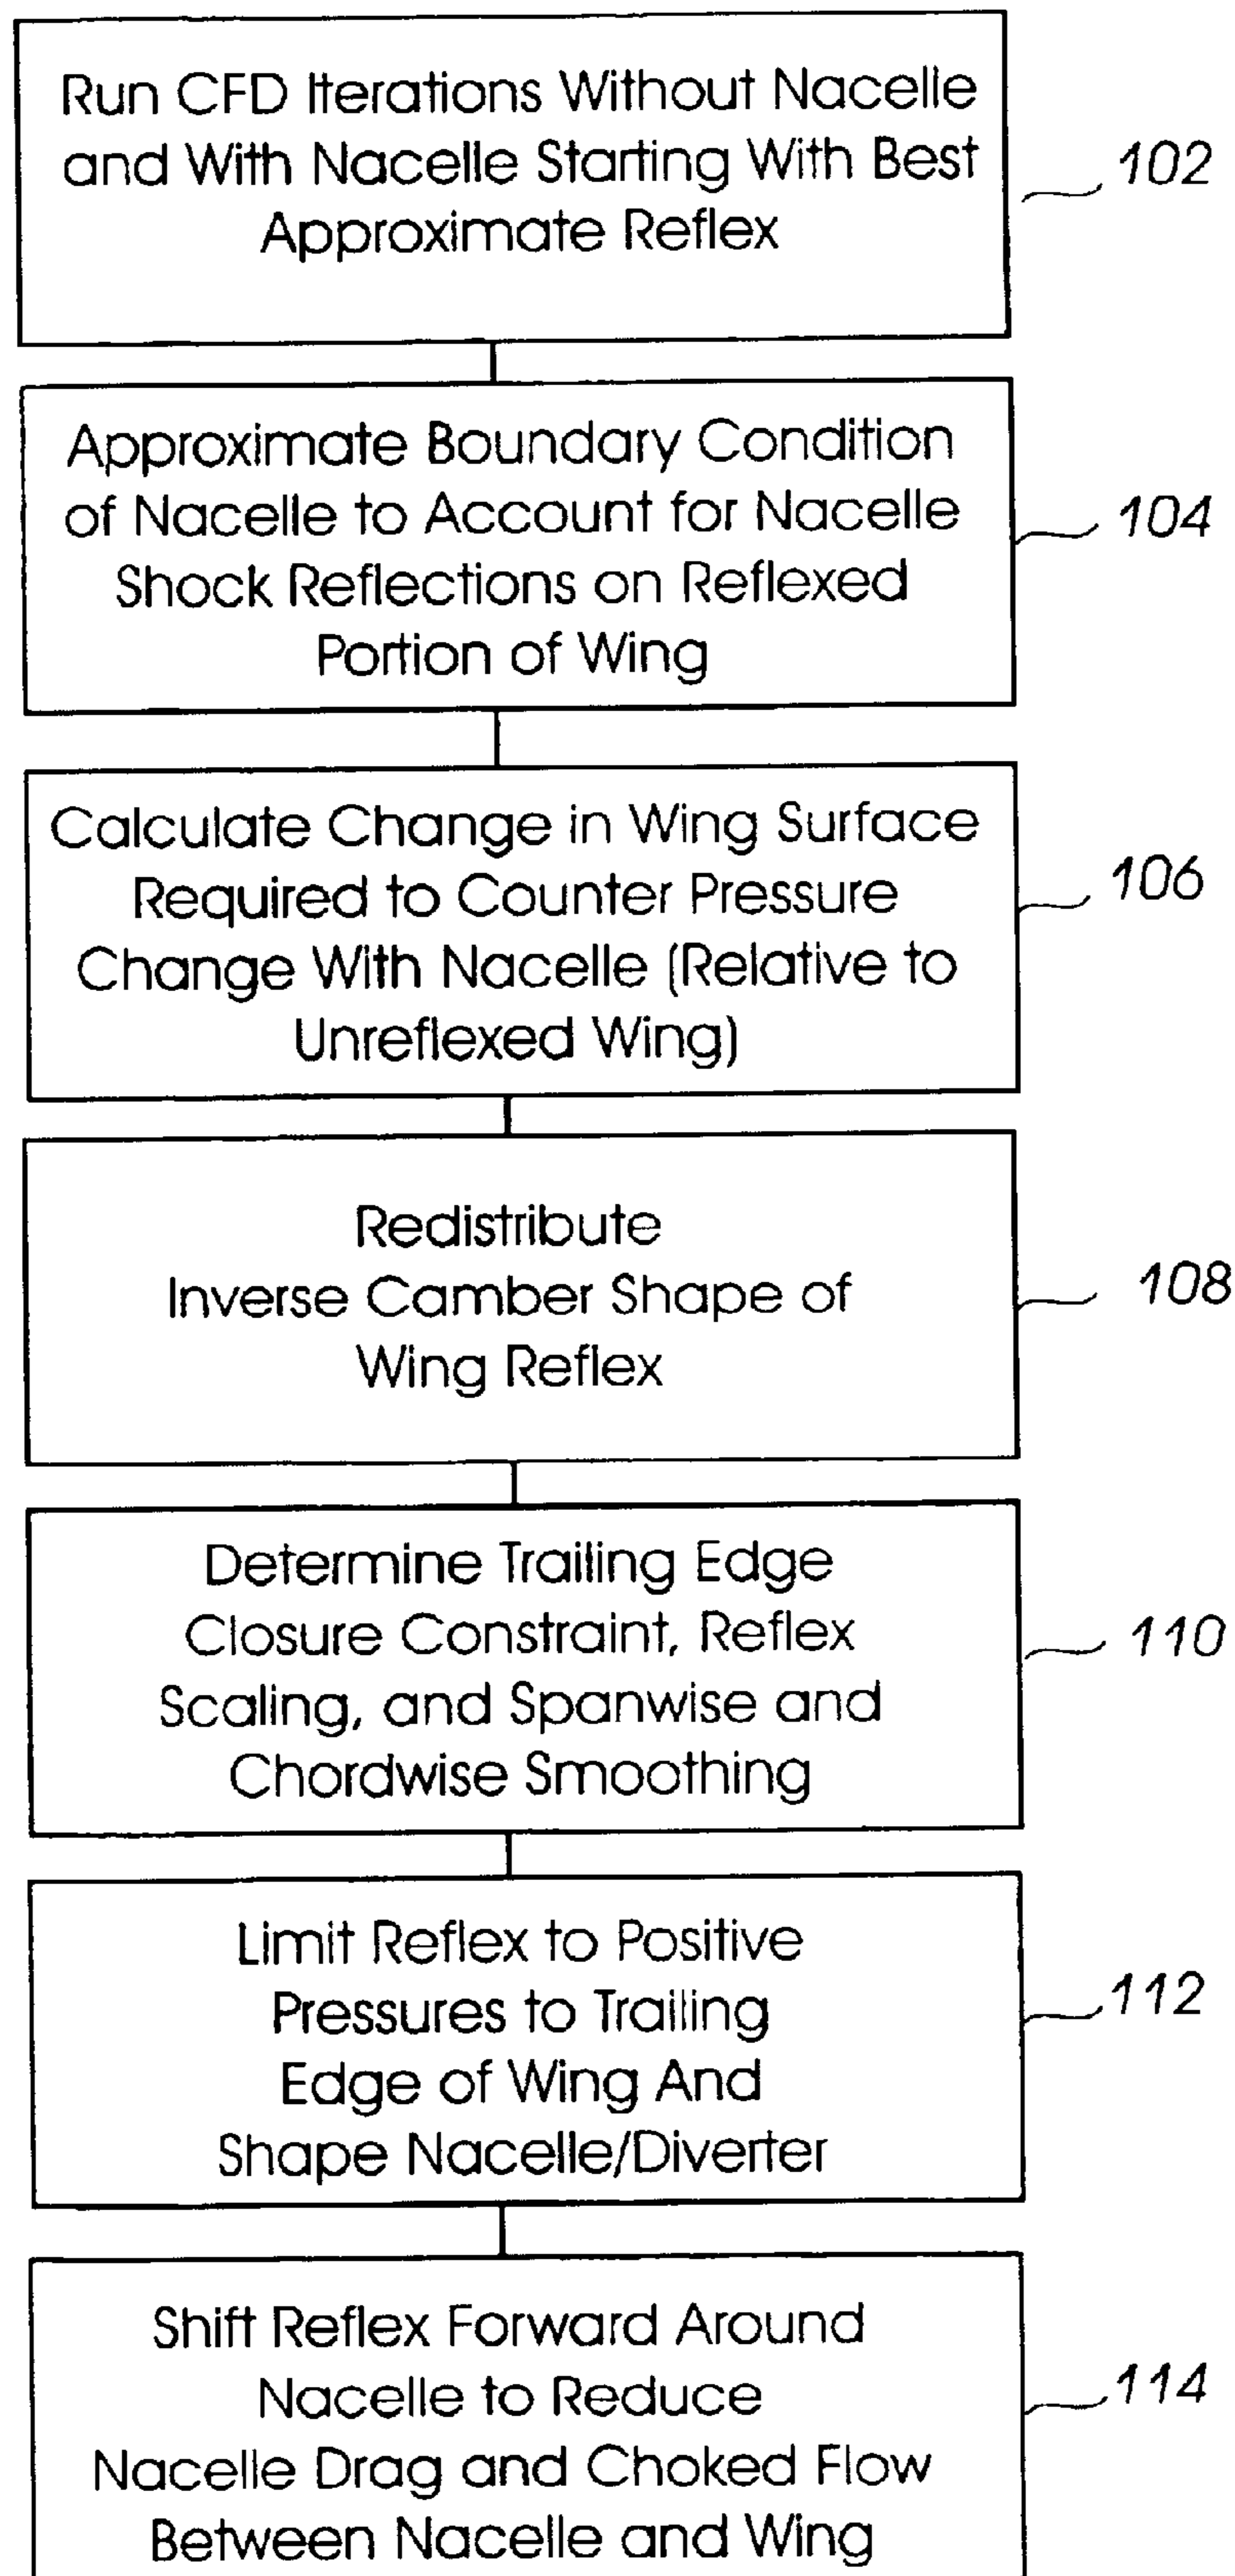 Run CFD Iterations Without Nacelle
and With Nacelle Starting With Best
Approximate Reflex
102
Approximate Boundary Condition
of Nacelle to Account for Nacelle
Shock Reflections on Reflexed
Portion of Wing
104
Calculate Change in Wing Surface
Required to Counter Pressure
Change With Nacelle (Relative to
Unreflexed Wing)
106
Redistribute
Inverse Camber Shape of
Wing Reflex
108
Determine Trailing Edge
Closure Constraint, Reflex
Scaling, and Spanwise and
Chordwise Smoothing
110
Limit Reflex to Positive
Pressures to Trailing
Edge of Wing And
Shape Nacelle/Diverter
112
Shift Reflex Forward Around
Nacelle to Reduce
Nacelle Drag and Choked Flow
Between Nacelle and Wing
114